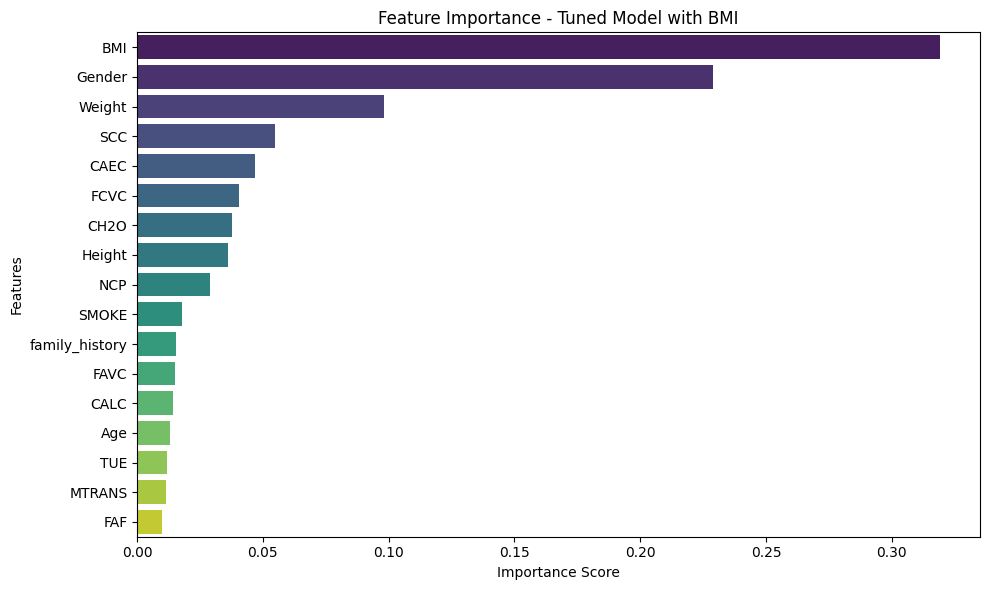 Feature Importance - Tuned Model with BMI
Features
BMI
Gender
Weight
SCC
CAEC
FCVC
CH2O
Height
NCP
SMOKE
family_history
FAVC
CALC
Age
TUE
MTRANS
FAF
0.00 0.05 0.10 0.15 0.20 0.25 0.30
Importance Score